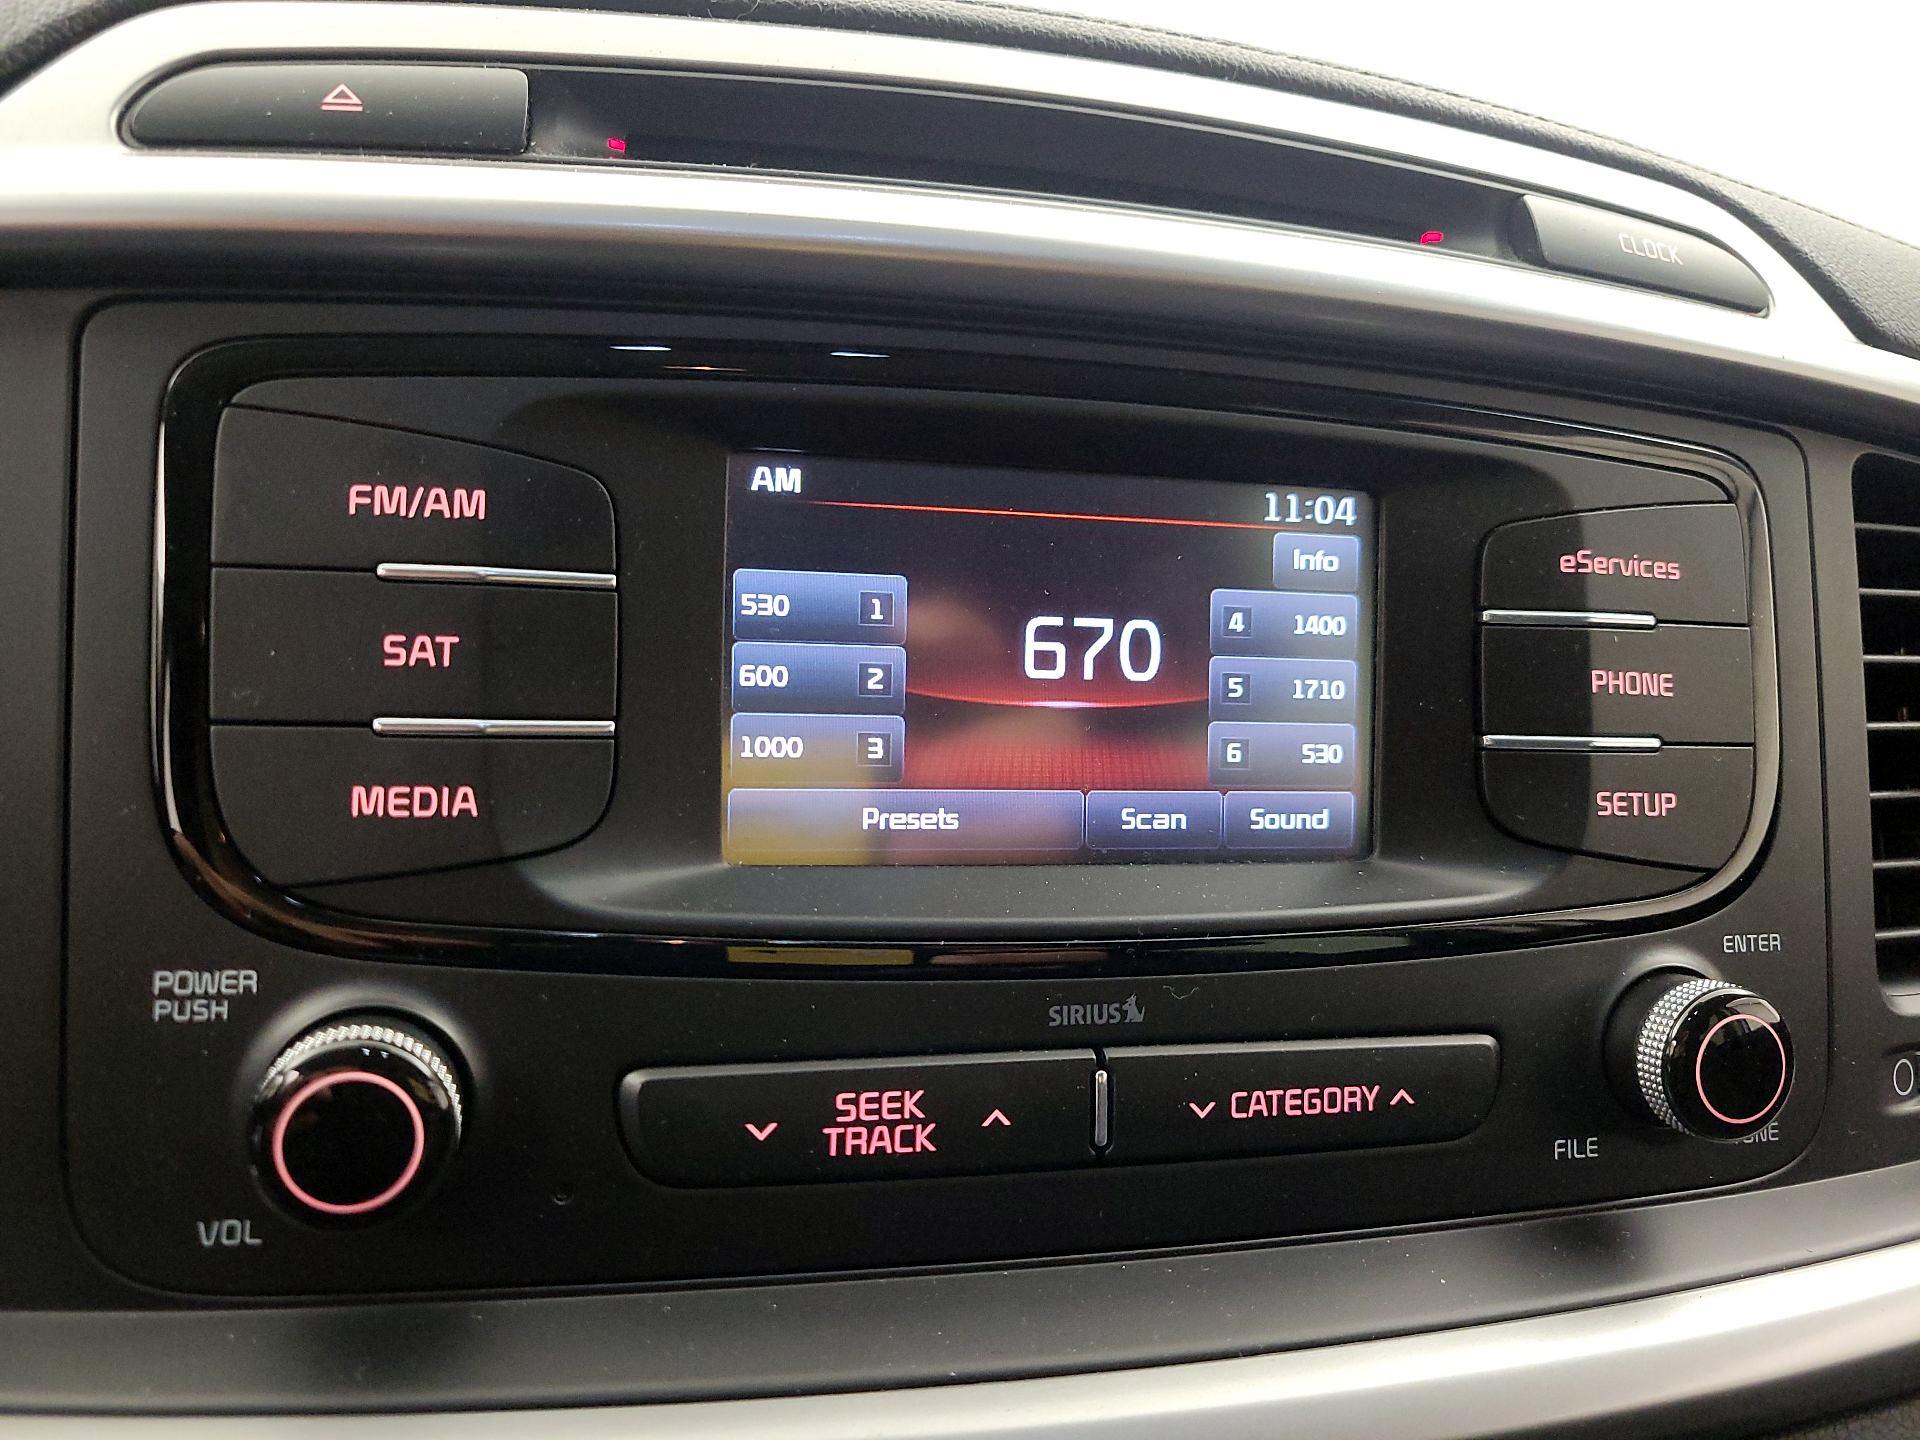 CLOCK
AM
11:04
Info
FM/AM
530 1
670
4 1400
eServices
SAT
600 2
5 1710
PHONE
1000 3
6 530
MEDIA
Presets
Scan
Sound
SETUP
POWER
PUSH
SIRIUS
ENTER
SEEK
TRACK
CATEGORY
FILE
VOL